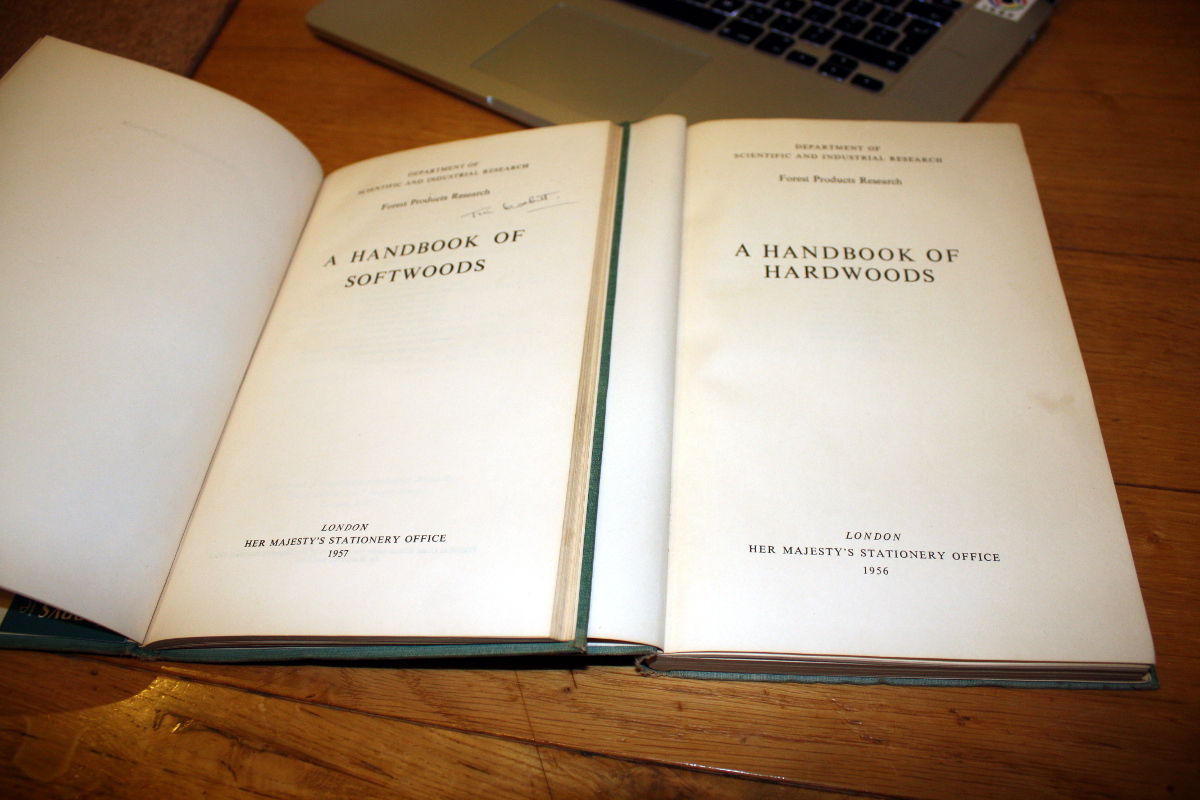 DEPARTMENT OF
SCIENTIFIC AND INDUSTRIAL RESEARCH
Forest Products Research
A HANDBOOK OF
SOFTWOODS
LONDON
HER MAJESTY'S STATIONERY OFFICE
1957
DEPARTMENT OF
SCIENTIFIC AND INDUSTRIAL RESEARCH
Forest Products Research
A HANDBOOK OF
HARDWOODS
LONDON
HER MAJESTY'S STATIONERY OFFICE
1956